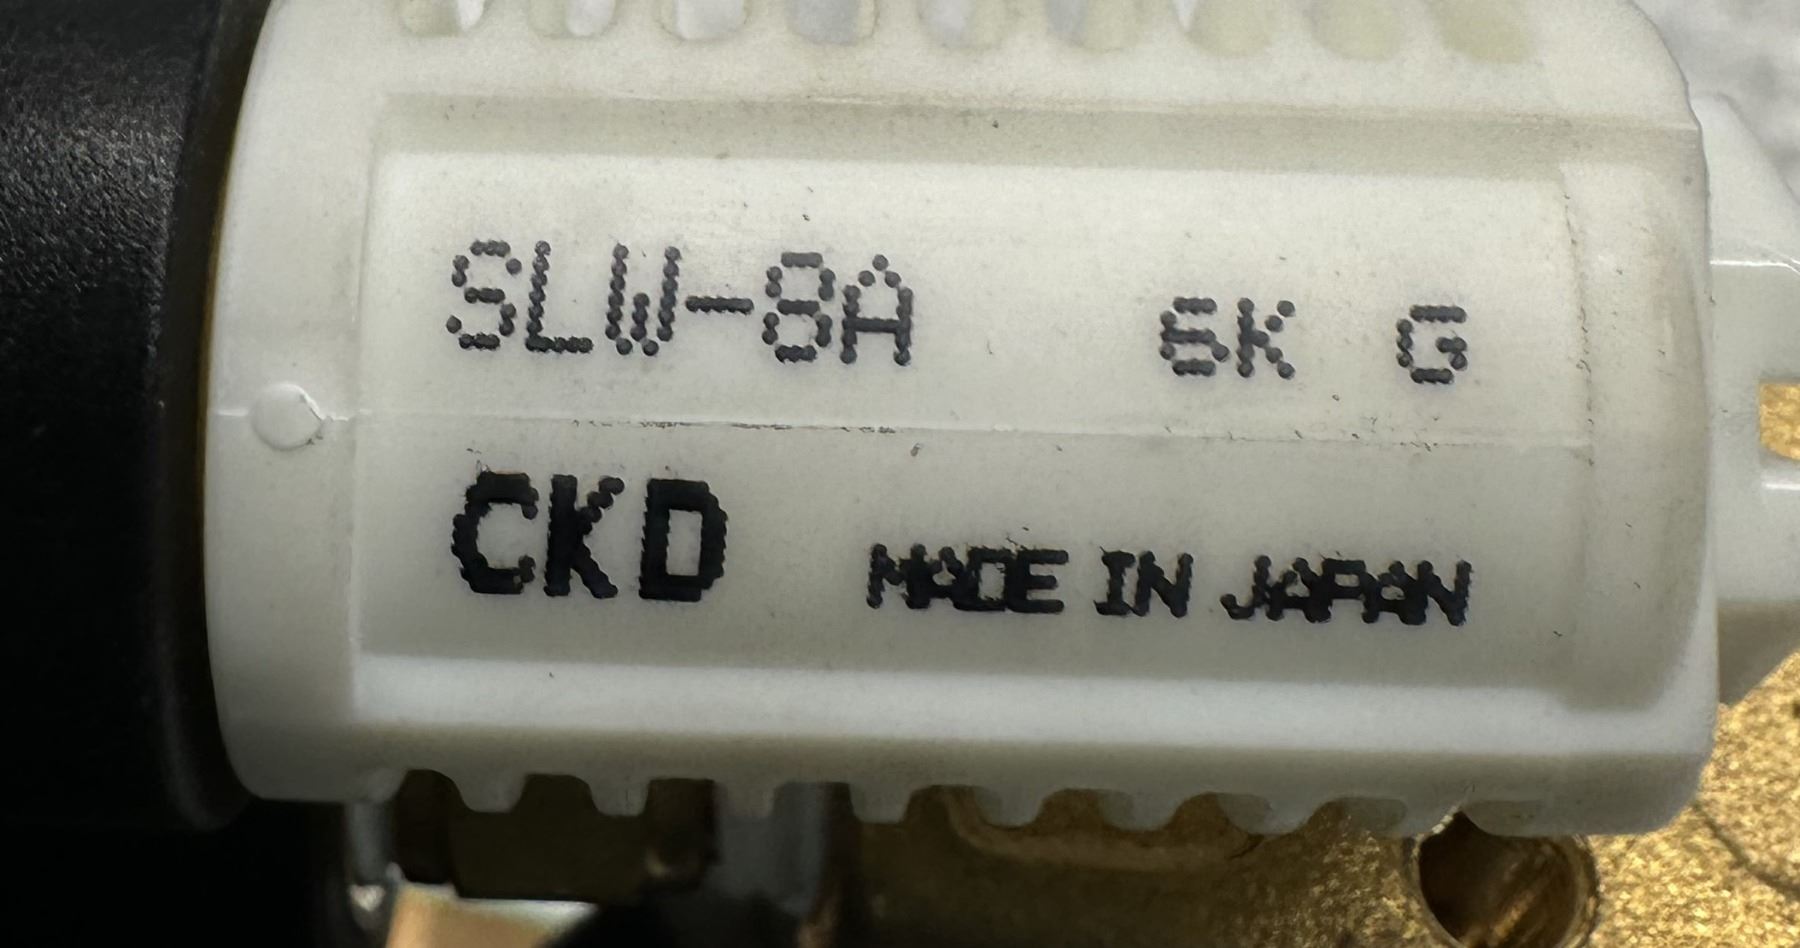 SLW-8A 6K G
CKD MADE IN JAPAN